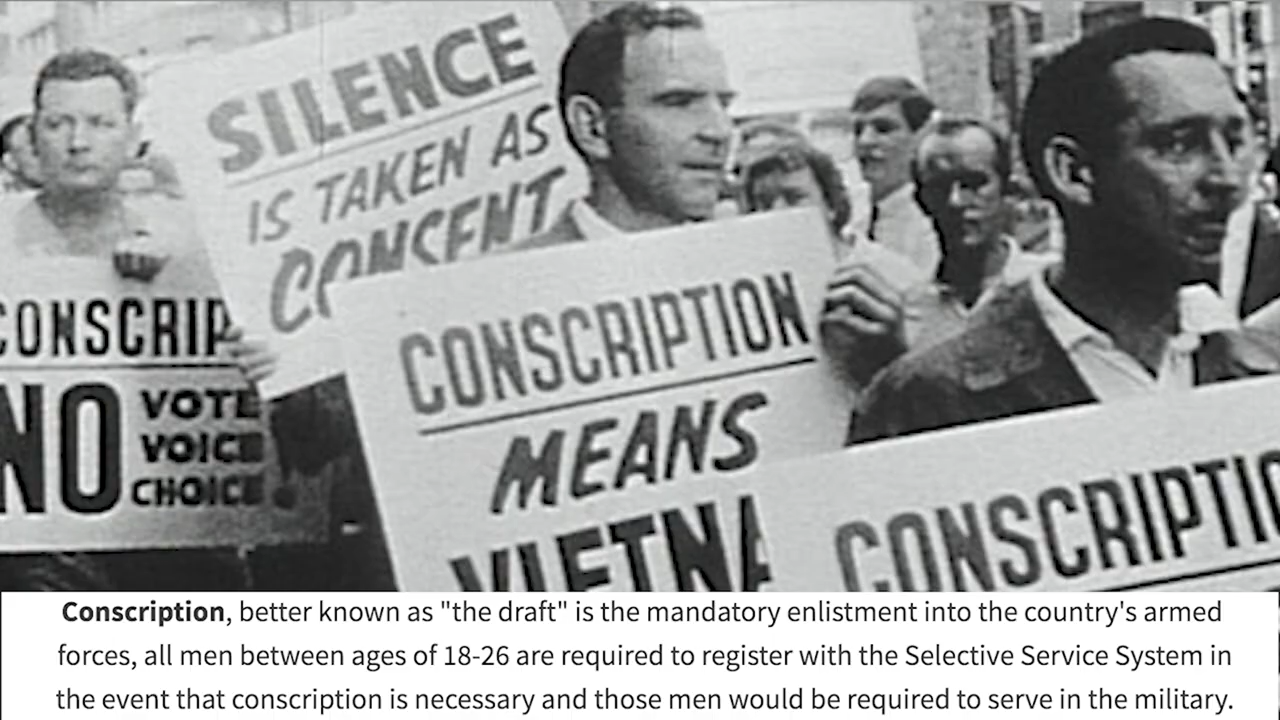 SILENCE
IS TAKEN AS
CONSENT
CONSCRIP
NO VOTE
VOICE
CHOICE
CONSCRIPTION
MEANS
VIETNA
CONSCRIPTIO
Conscription, better known as "the draft" is the mandatory enlistment into the country's armed
forces, all men between ages of 18-26 are required to register with the Selective Service System in
the event that conscription is necessary and those men would be required to serve in the military.